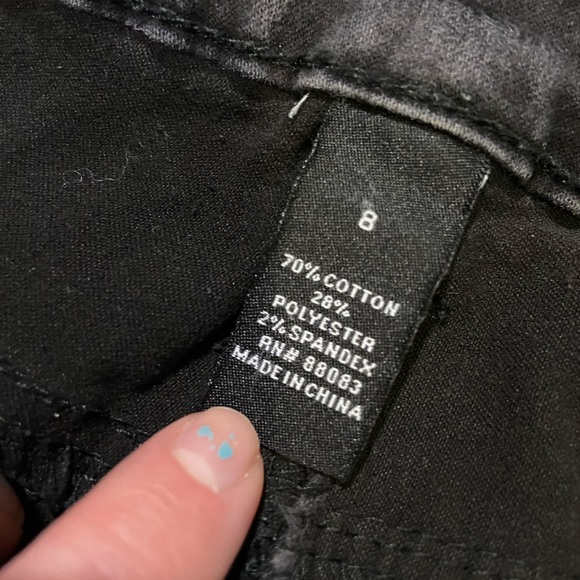 8
70% COTTON
28%
POLYESTER
2% SPANDEX
RN# 88083
MADE IN CHINA